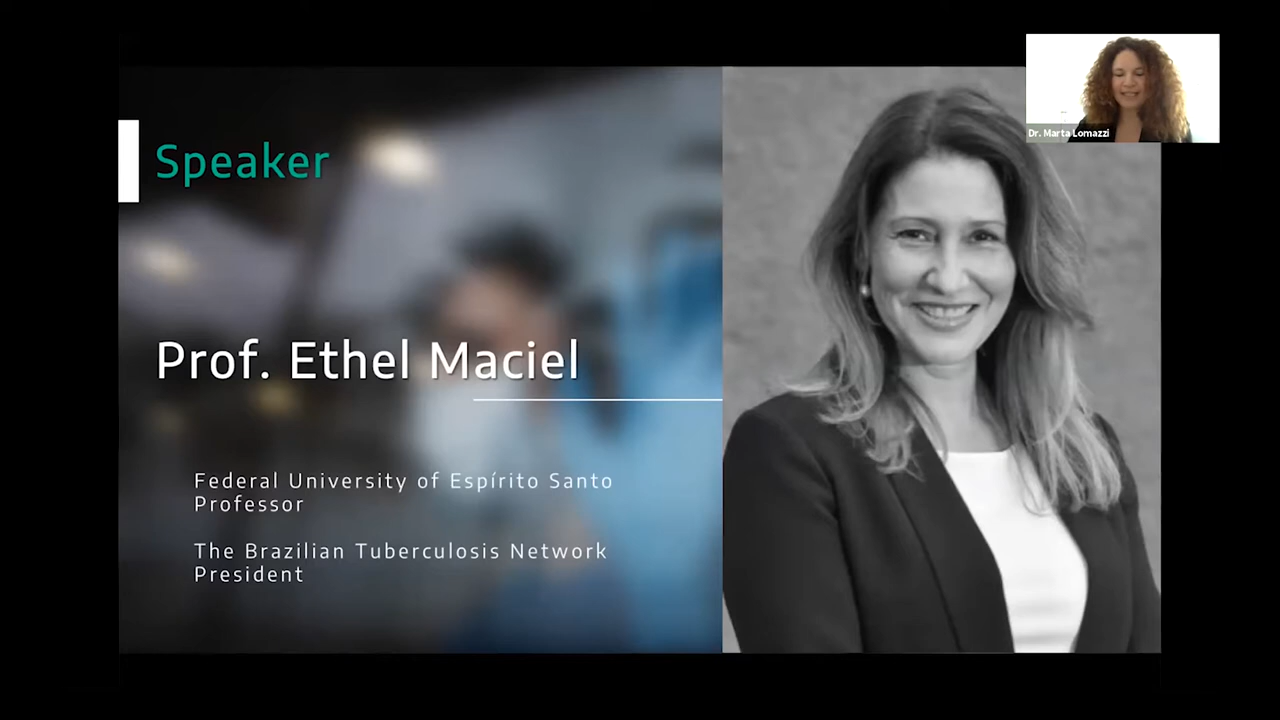 Speaker
Prof. Ethel Maciel
Federal University of Espírito Santo
Professor
The Brazilian Tuberculosis Network
President
Dr. Marta Lomazzi